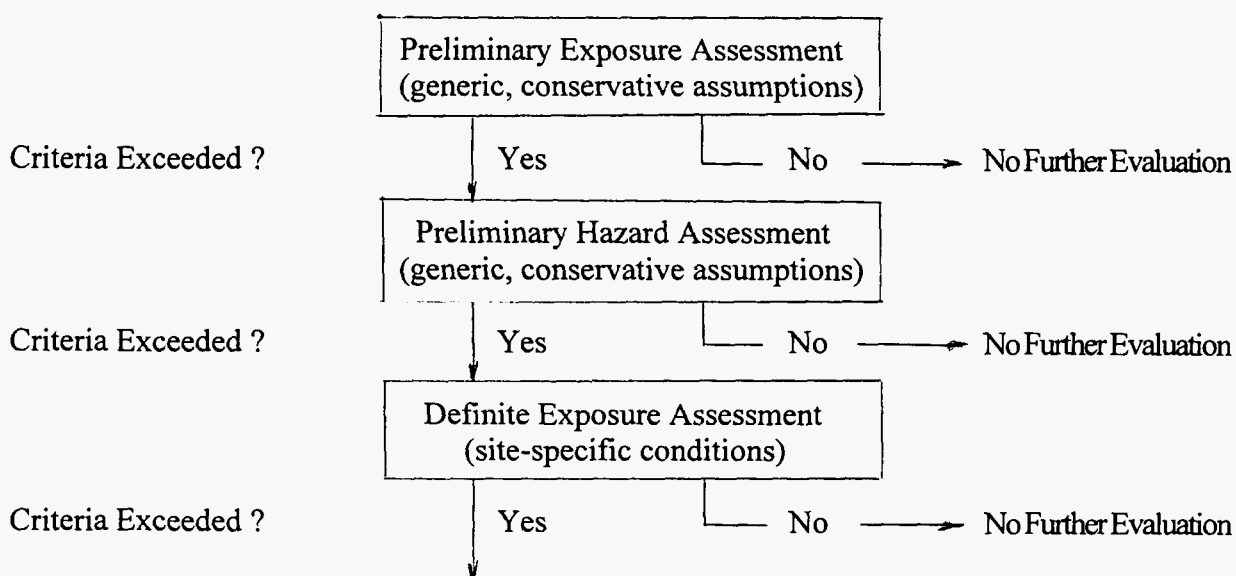 Preliminary Exposure Assessment
(generic, conservative assumptions)
Criteria Exceeded ? Yes No No Further Evaluation
Preliminary Hazard Assessment
(generic, conservative assumptions)
Criteria Exceeded ? Yes No No Further Evaluation
Definite Exposure Assessment
(site-specific conditions)
Criteria Exceeded ? Yes No No Further Evaluation